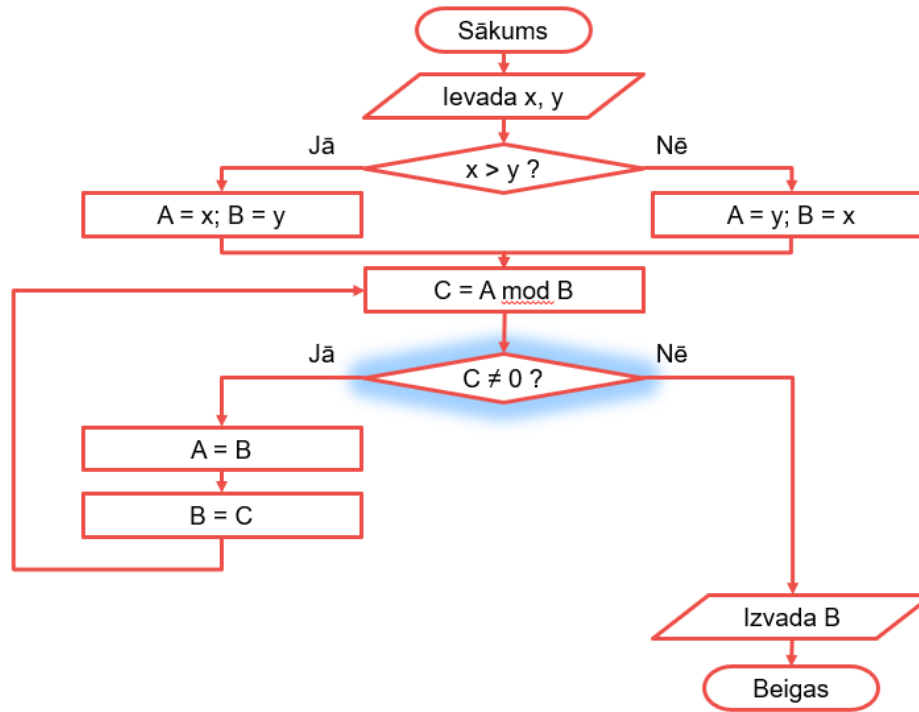 Sākums
Ievada x, y
Jā
Nē
x > y ?
A = x; B = y
A = y; B = x
C = A mod B
Jā
Nē
C ≠ 0 ?
A = B
B = C
Izvada B
Beigas